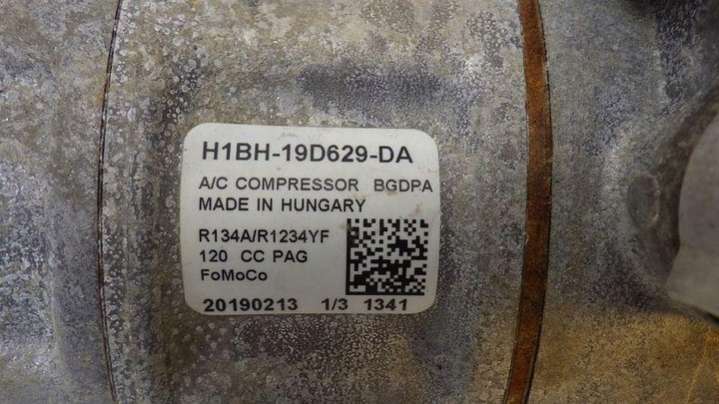 H1BH-19D629-DA
A/C COMPRESSOR BGDPA
MADE IN HUNGARY
R134A/R1234YF
120 CC PAG
FoMoCo
20190213 1/3 1341